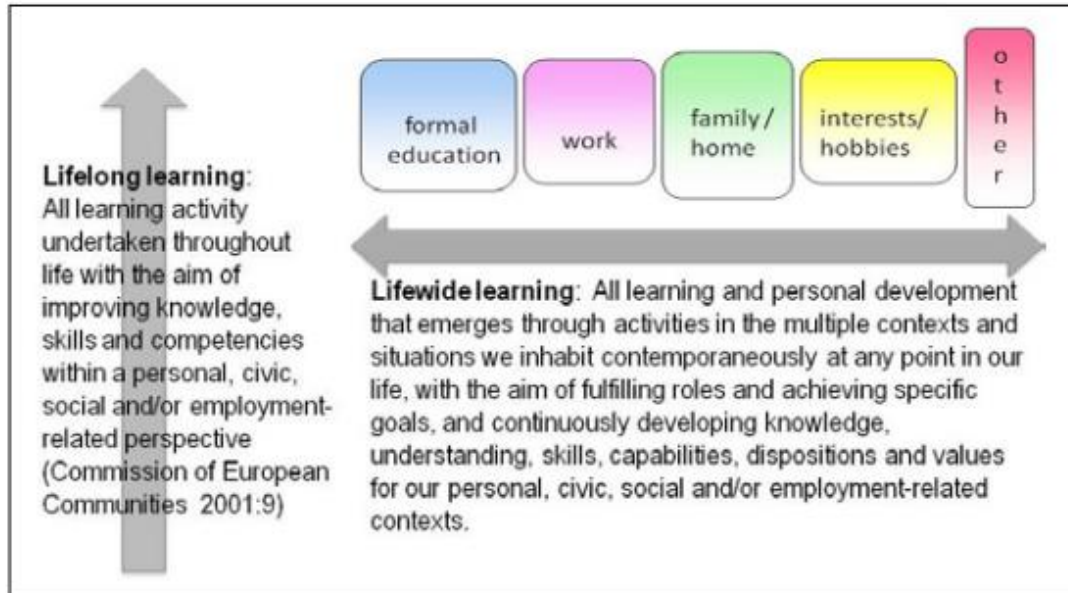 formal
education
work
family/
home
interests/
hobbies
other
Lifelong learning:
All learning activity
undertaken throughout
life with the aim of
improving knowledge,
skills and competencies
within a personal, civic,
social and/or employment-
related perspective
(Commission of European
Communities 2001:9)
Lifewide learning: All learning and personal development
that emerges through activities in the multiple contexts and
situations we inhabit contemporaneously at any point in our
life, with the aim of fulfilling roles and achieving specific
goals, and continuously developing knowledge,
understanding, skills, capabilities, dispositions and values
for our personal, civic, social and/or employment-related
contexts.